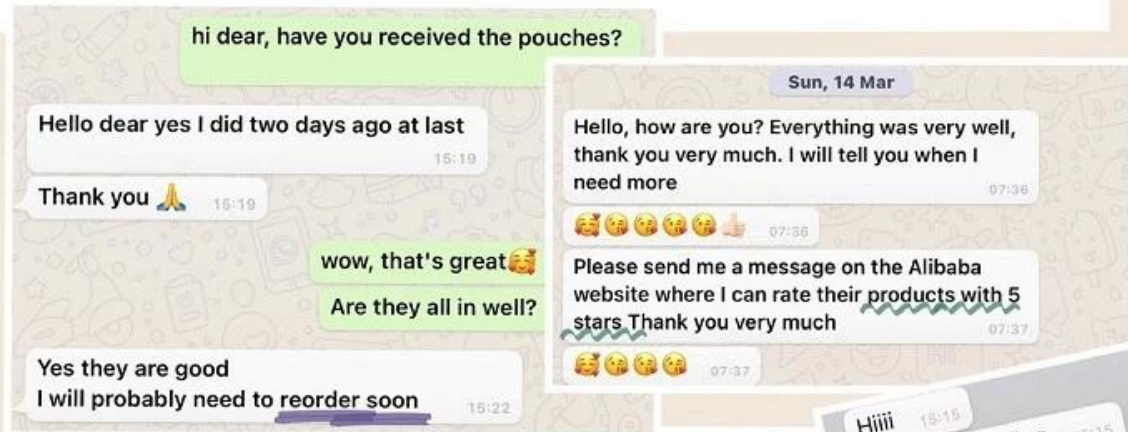 hi dear, have you received the pouches?
Hello dear yes I did two days ago at last
15:19
Thank you 🙏 15:19
wow, that's great🥰
Are they all in well?
Yes they are good
I will probably need to reorder soon
15:22
Sun, 14 Mar
Hello, how are you? Everything was very well,
thank you very much. I will tell you when I
need more
07:36
🥰😘😘😘😘👍🏻 07:36
Please send me a message on the Alibaba
website where I can rate their products with 5
stars Thank you very much
07:37
🥰😘😘😘 07:37
Hiiii 15:15